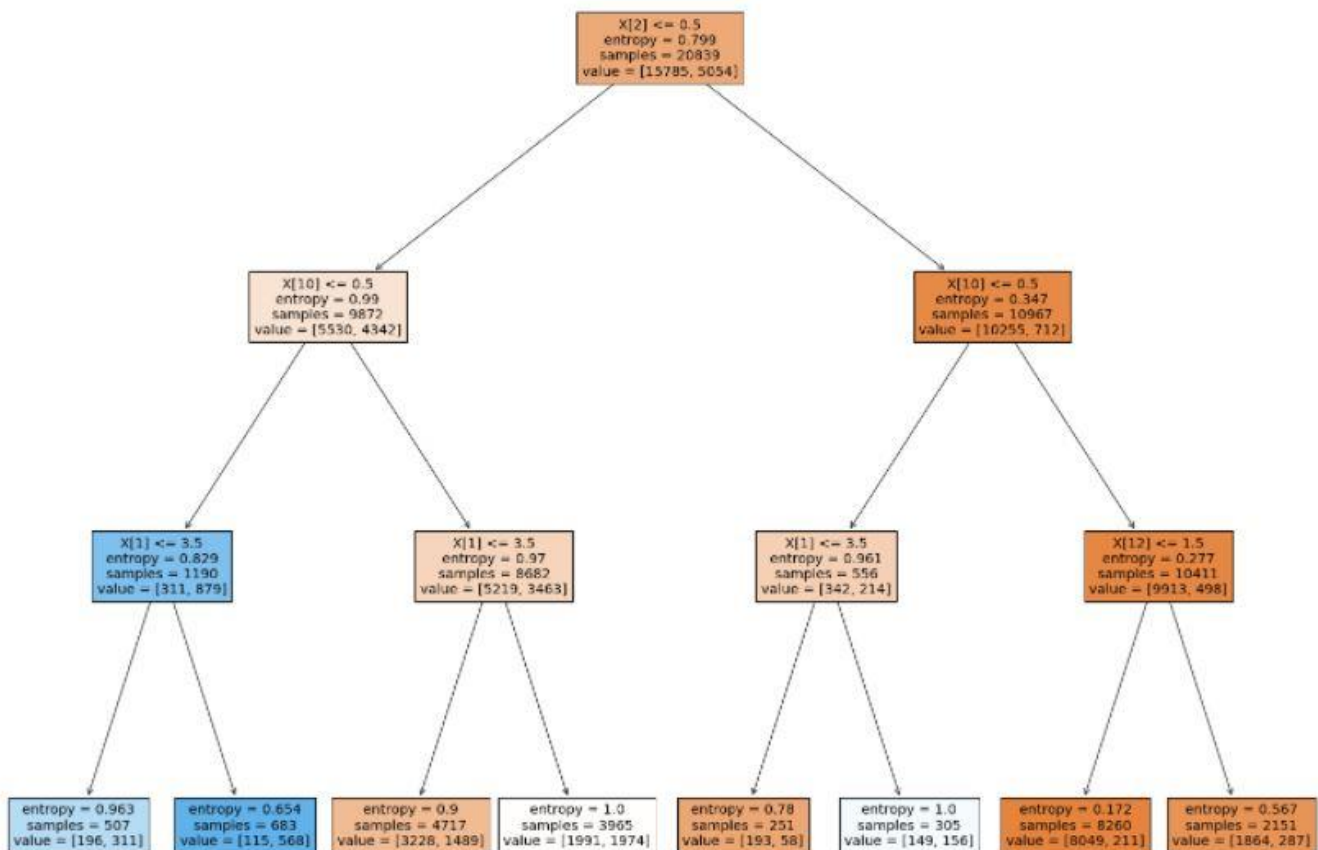 X[2] <= 0.5
entropy = 0.799
samples = 20839
value = [15785, 5054]
X[10] <= 0.5
entropy = 0.99
samples = 9872
value = [5530, 4342]
X[10] <= 0.5
entropy = 0.347
samples = 10967
value = [10255, 712]
X[1] <= 3.5
entropy = 0.829
samples = 1190
value = [311, 879]
X[1] <= 3.5
entropy = 0.97
samples = 8682
value = [5219, 3463]
X[1] <= 3.5
entropy = 0.961
samples = 556
value = [342, 214]
X[12] <= 1.5
entropy = 0.277
samples = 10411
value = [9913, 498]
entropy = 0.963
samples = 507
value = [196, 311]
entropy = 0.654
samples = 683
value = [115, 568]
entropy = 0.9
samples = 4717
value = [3228, 1489]
entropy = 1.0
samples = 3965
value = [1991, 1974]
entropy = 0.78
samples = 251
value = [193, 58]
entropy = 1.0
samples = 305
value = [149, 156]
entropy = 0.172
samples = 8260
value = [8049, 211]
entropy = 0.567
samples = 2151
value = [1864, 287]